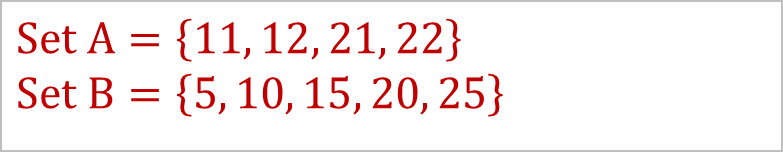 Set A = {11, 12, 21, 22}
Set B = {5, 10, 15, 20, 25}